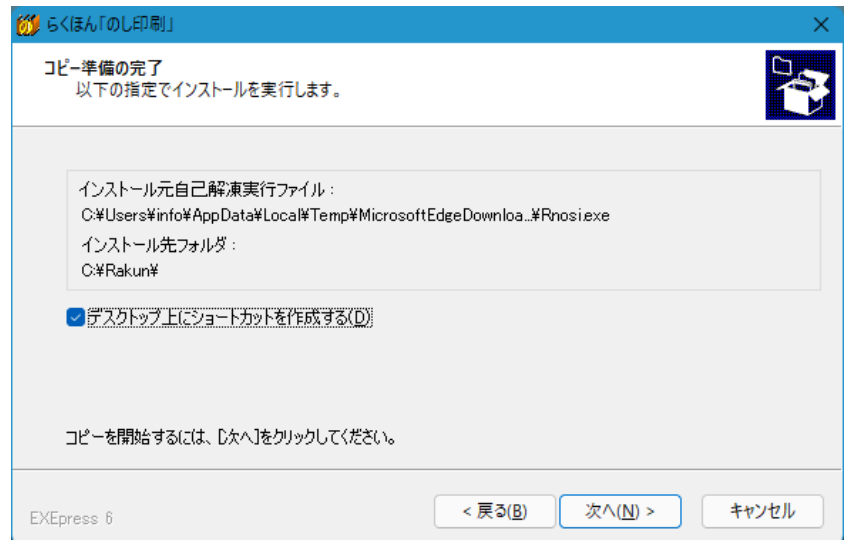 らくほん「のし印刷」
コピー準備の完了
以下の指定でインストールを実行します。
インストール元自己解凍実行ファイル：
C:¥Users¥info¥AppData¥Local¥Temp¥MicrosoftEdgeDownloa...¥Rnosi.exe
インストール先フォルダ：
C:¥Rakun¥
デスクトップ上にショートカットを作成する(D)
コピーを開始するには、[次へ]をクリックしてください。
EXEpress 6
< 戻る(B)
次へ(N) >
キャンセル